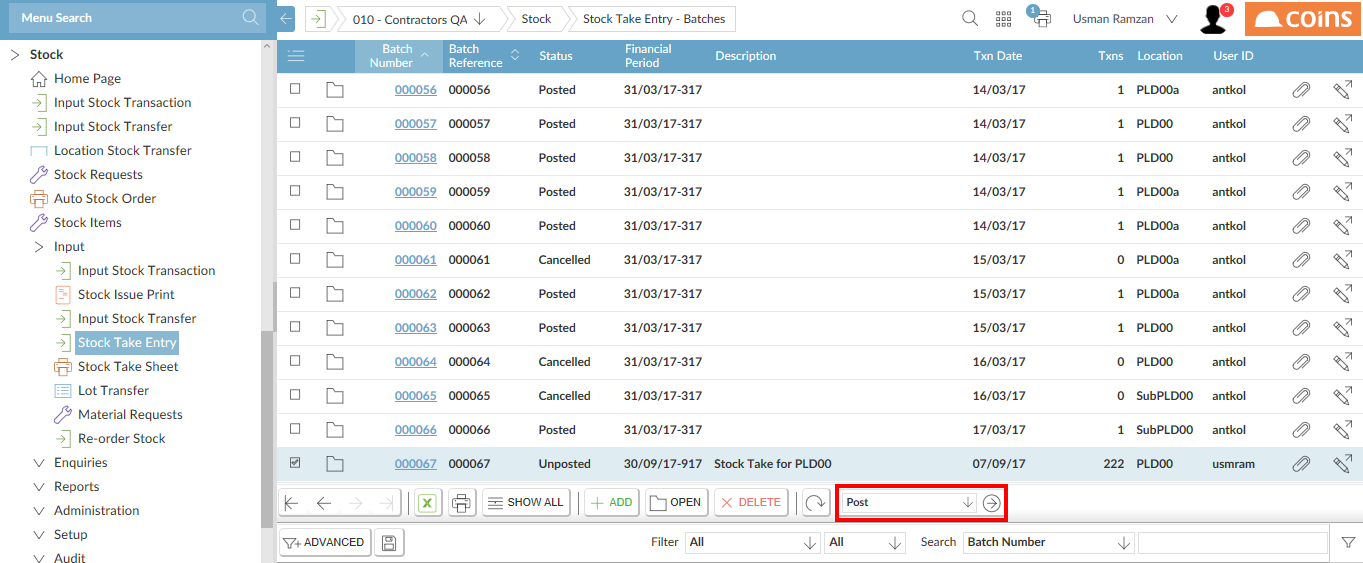 Menu Search
010 - Contractors QA
Stock
Stock Take Entry - Batches
1
Usman Ramzan
3
coins
Stock
Home Page
Input Stock Transaction
Input Stock Transfer
Location Stock Transfer
Stock Requests
Auto Stock Order
Stock Items
Input
Input Stock Transaction
Stock Issue Print
Input Stock Transfer
Stock Take Entry
Stock Take Sheet
Lot Transfer
Material Requests
Re-order Stock
Enquiries
Reports
Administration
Setup
Audit
Batch Number Batch Reference Status Financial Period Description Txn Date Txns Location User ID
000056 000056 Posted 31/03/17-317 14/03/17 1 PLD00a antkol
000057 000057 Posted 31/03/17-317 14/03/17 1 PLD00 antkol
000058 000058 Posted 31/03/17-317 14/03/17 1 PLD00 antkol
000059 000059 Posted 31/03/17-317 14/03/17 1 PLD00a antkol
000060 000060 Posted 31/03/17-317 14/03/17 1 PLD00a antkol
000061 000061 Cancelled 31/03/17-317 15/03/17 0 PLD00a antkol
000062 000062 Posted 31/03/17-317 15/03/17 1 PLD00a antkol
000063 000063 Posted 31/03/17-317 15/03/17 1 PLD00 antkol
000064 000064 Cancelled 31/03/17-317 16/03/17 0 PLD00 antkol
000065 000065 Cancelled 31/03/17-317 16/03/17 0 SubPLD00 antkol
000066 000066 Posted 31/03/17-317 17/03/17 1 SubPLD00 antkol
000067 000067 Unposted 30/09/17-917 Stock Take for PLD00 07/09/17 222 PLD00 usmram
X SHOW ALL ADD OPEN DELETE Post
ADVANCED Filter All All Search Batch Number